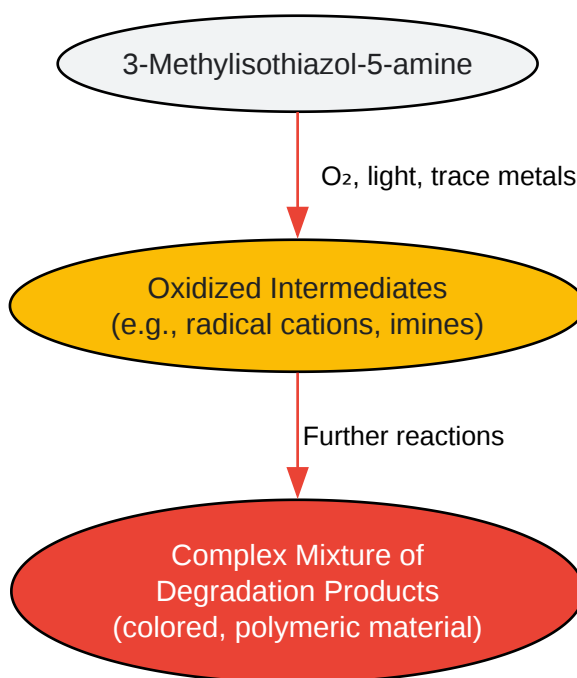 3-Methylisothiazol-5-amine
O₂, light, trace metals
Oxidized Intermediates
(e.g., radical cations, imines)
Further reactions
Complex Mixture of
Degradation Products
(colored, polymeric material)